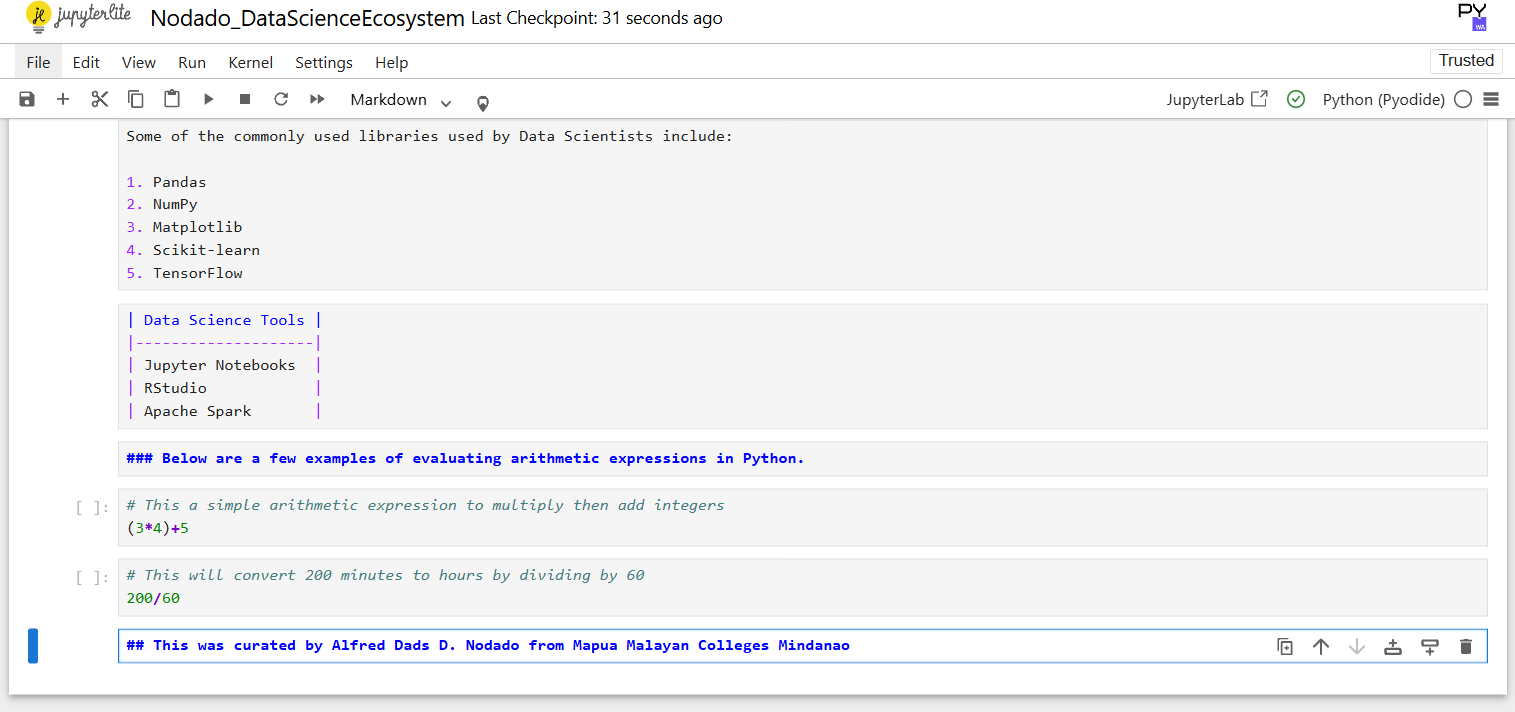 jupyterlite Nodado_DataScienceEcosystem Last Checkpoint: 31 seconds ago PY WA
File Edit View Run Kernel Settings Help Trusted
Markdown JupyterLab Python (Pyodide)
Some of the commonly used libraries used by Data Scientists include:
1. Pandas
2. NumPy
3. Matplotlib
4. Scikit-learn
5. TensorFlow
| Data Science Tools |
|--------------------|
| Jupyter Notebooks |
| RStudio |
| Apache Spark |
### Below are a few examples of evaluating arithmetic expressions in Python.
[ ]: # This a simple arithmetic expression to multiply then add integers
(3*4)+5
[ ]: # This will convert 200 minutes to hours by dividing by 60
200/60
## This was curated by Alfred Dads D. Nodado from Mapua Malayan Colleges Mindanao